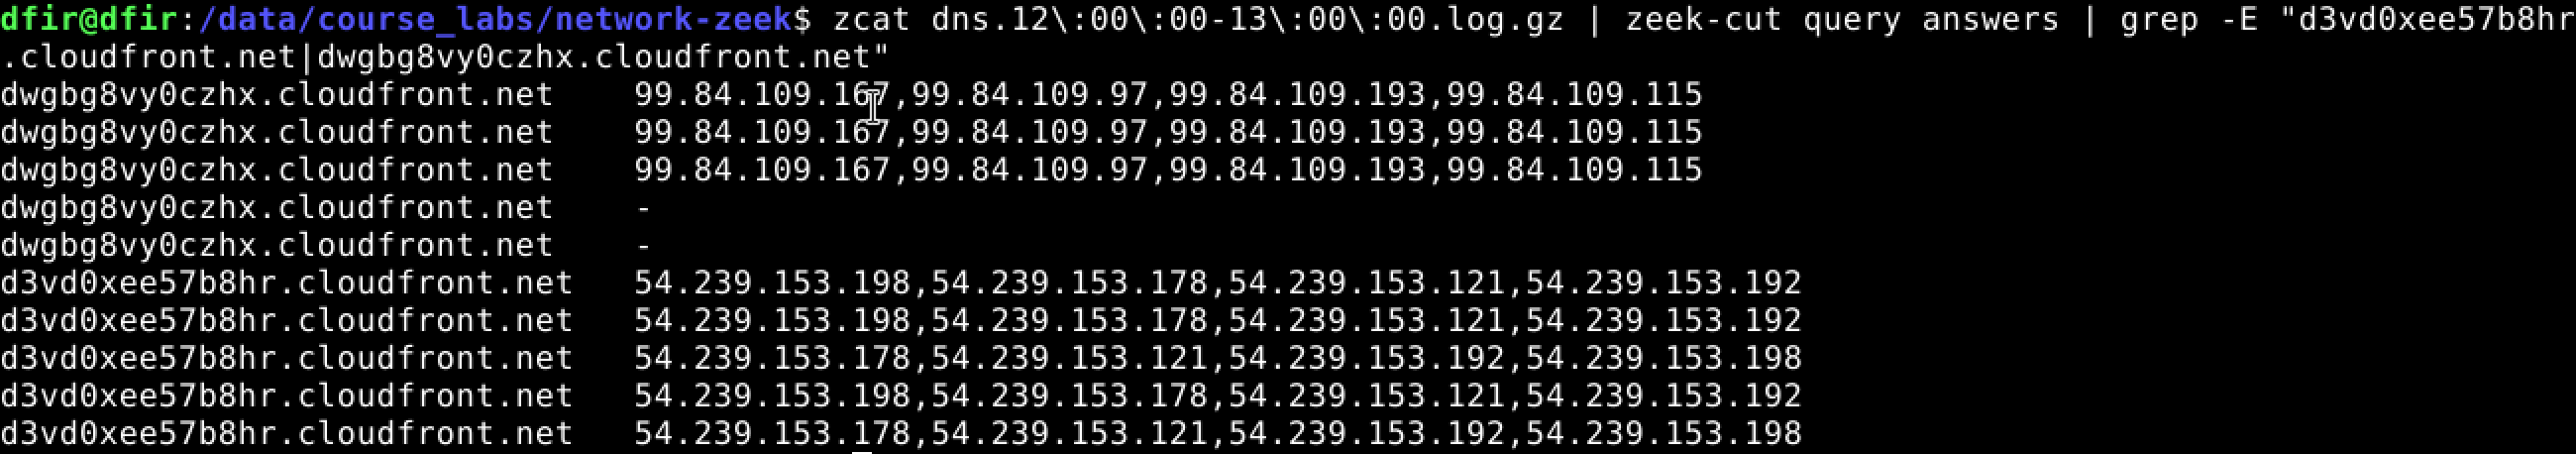 dfir@dfir:/data/course_labs/network-zeek$ zcat dns.12\:00\:00-13\:00\:00.log.gz | zeek-cut query answers | grep -E "d3vd0xee57b8hr
.cloudfront.net|dwgbg8vy0czhx.cloudfront.net"
dwgbg8vy0czhx.cloudfront.net    99.84.109.167,99.84.109.97,99.84.109.193,99.84.109.115
dwgbg8vy0czhx.cloudfront.net    99.84.109.167,99.84.109.97,99.84.109.193,99.84.109.115
dwgbg8vy0czhx.cloudfront.net    99.84.109.167,99.84.109.97,99.84.109.193,99.84.109.115
dwgbg8vy0czhx.cloudfront.net    -
dwgbg8vy0czhx.cloudfront.net    -
d3vd0xee57b8hr.cloudfront.net   54.239.153.198,54.239.153.178,54.239.153.121,54.239.153.192
d3vd0xee57b8hr.cloudfront.net   54.239.153.198,54.239.153.178,54.239.153.121,54.239.153.192
d3vd0xee57b8hr.cloudfront.net   54.239.153.178,54.239.153.121,54.239.153.192,54.239.153.198
d3vd0xee57b8hr.cloudfront.net   54.239.153.198,54.239.153.178,54.239.153.121,54.239.153.192
d3vd0xee57b8hr.cloudfront.net   54.239.153.178,54.239.153.121,54.239.153.192,54.239.153.198